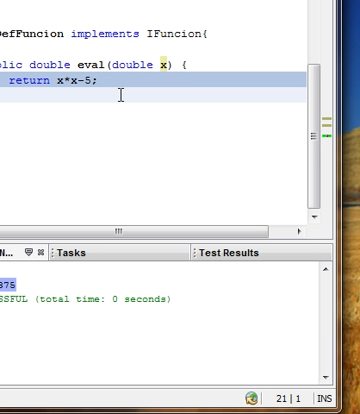 DefFuncion implements IFuncion{
blic double eval(double x) {
return x*x-5;
N... Tasks Test Results
875
SSFUL (total time: 0 seconds)
21 | 1 INS